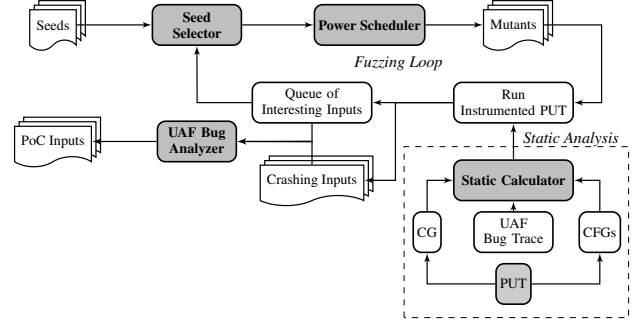 Seeds
Seed
Selector
Power Scheduler
Mutants
Fuzzing Loop
Queue of
Interesting Inputs
Run
Instrumented PUT
PoC Inputs
UAF Bug
Analyzer
Static Analysis
Crashing Inputs
Static Calculator
CG
UAF
Bug Trace
CFGs
PUT